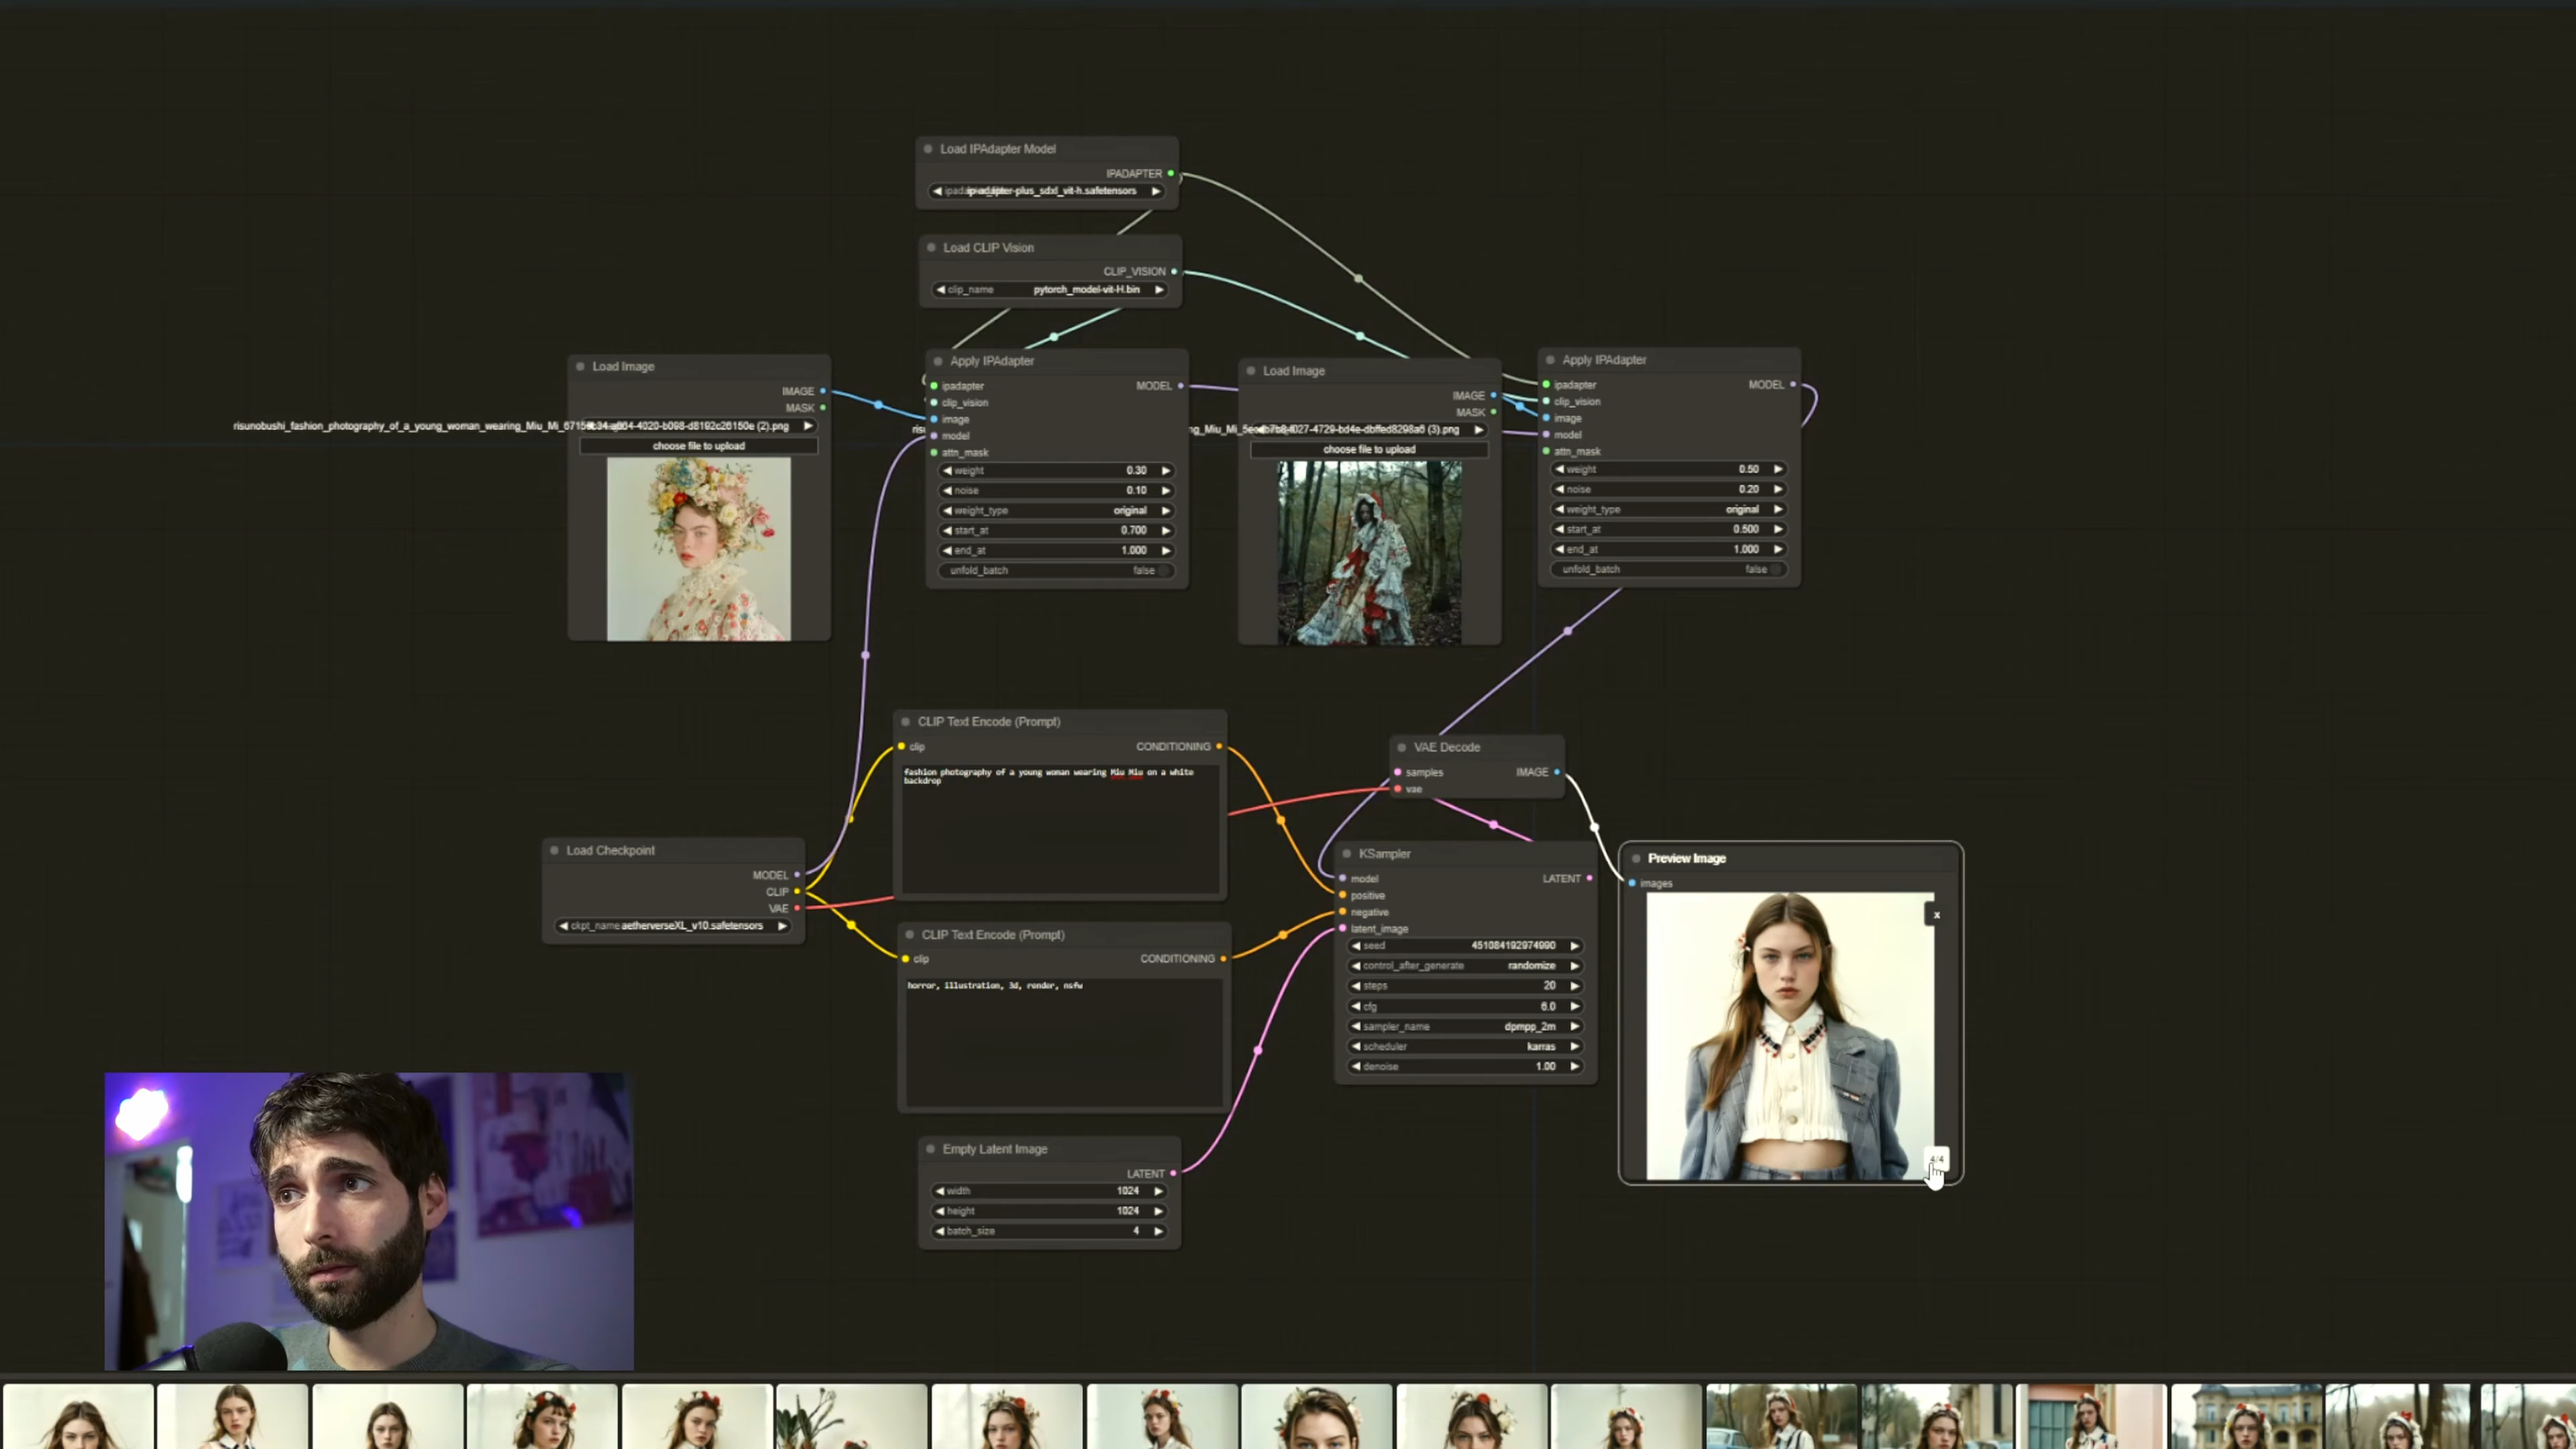 Load IPAdapter Model
IPADAPTER
ip-adapter-plus_sdxl_vit-h.safetensors
Load CLIP Vision
CLIP_VISION
clip_name pytorch_model-vit-H.bin
Load Image
IMAGE
MASK
choose file to upload
Apply IPAdapter
ipadapter MODEL
clip_vision
image
model
attn_mask
weight 0.30
noise 0.10
weight_type original
start_at 0.700
end_at 1.000
unfold_batch false
Load Image
IMAGE
MASK
choose file to upload
Apply IPAdapter
ipadapter MODEL
clip_vision
image
model
attn_mask
weight 0.50
noise 0.20
weight_type original
start_at 0.500
end_at 1.000
unfold_batch false
CLIP Text Encode (Prompt)
clip CONDITIONING
fashion photography of a young woman wearing Miu Miu on a white
backdrop
VAE Decode
samples IMAGE
vae
Load Checkpoint
MODEL
CLIP
VAE
ckpt_name aetherverseXL_v10.safetensors
CLIP Text Encode (Prompt)
clip CONDITIONING
horror, illustration, 3d, render, nsfw
KSampler
model LATENT
positive
negative
latent_image
seed 451084192974990
control_after_generate randomize
steps 20
cfg 6.0
sampler_name dpmpp_2m
scheduler karras
denoise 1.00
Preview Image
images
x
4/4
Empty Latent Image
LATENT
width 1024
height 1024
batch_size 4